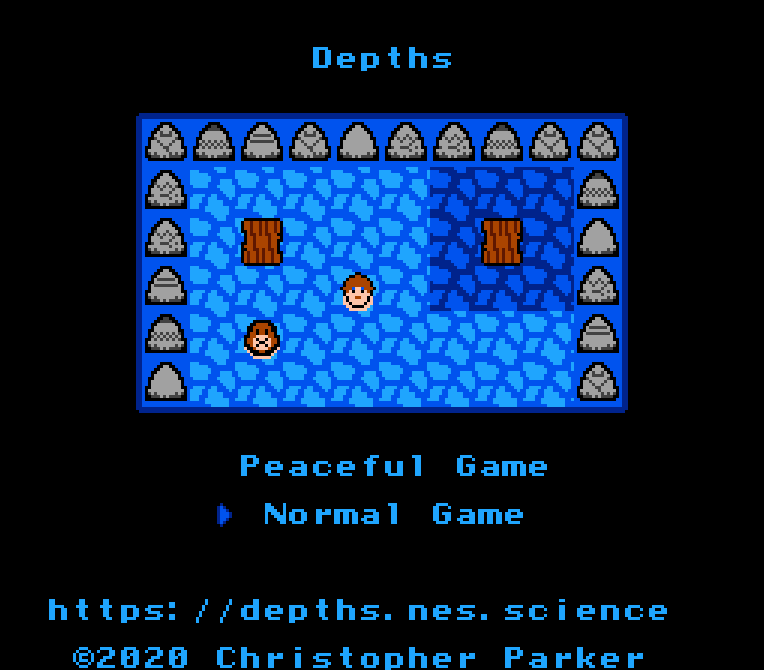 Depths
Peaceful Game
Normal Game
https://depths.nes.science
©2020 Christopher Parker